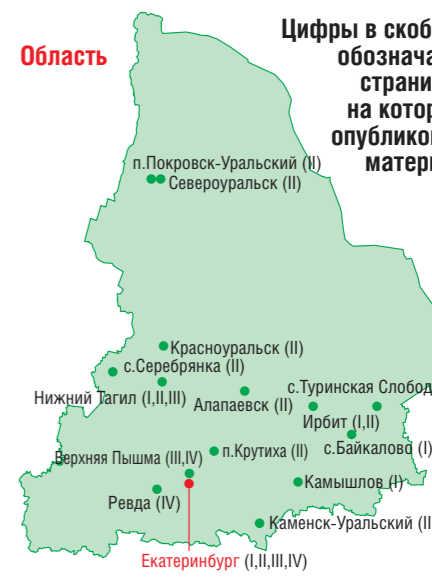 Область
Цифры в скоб
обознача
страни
на котор
опубликов
матери
п.Покровск-Уральский (II)
Североуральск (II)
Красноуральск (II)
с.Серебрянка (II)
Нижний Тагил (I,II,III)
Алапаевск (II)
с.Туринская Слобод
Ирбит (I,II)
с.Байкалово (I)
п.Крутиха (II)
Верхняя Пышма (III,IV)
Камышлов (I)
Ревда (IV)
Каменск-Уральский (II
Екатеринбург (I,II,III,IV)